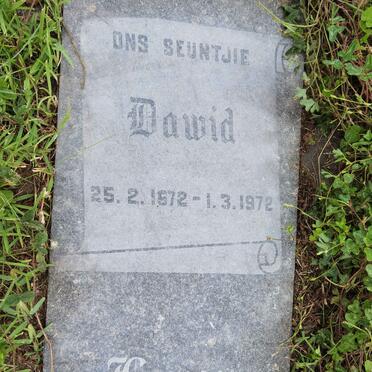 ONS SEUNTJIE
Dawid
25. 2. 1972 - 1. 3. 1972